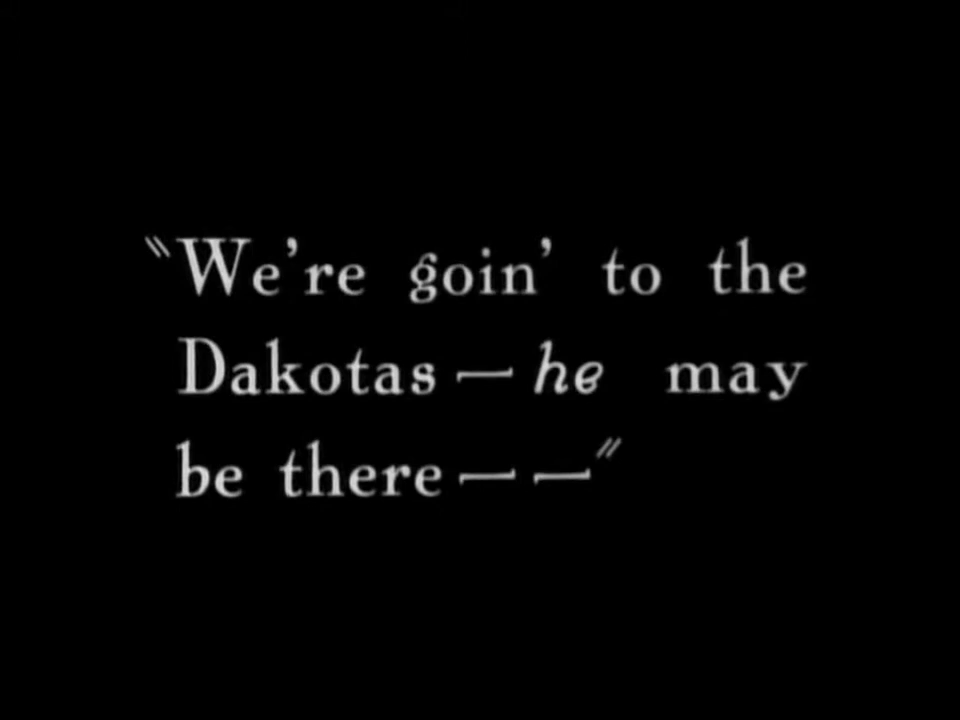 "We're goin' to the
Dakotas — he may
be there — —"